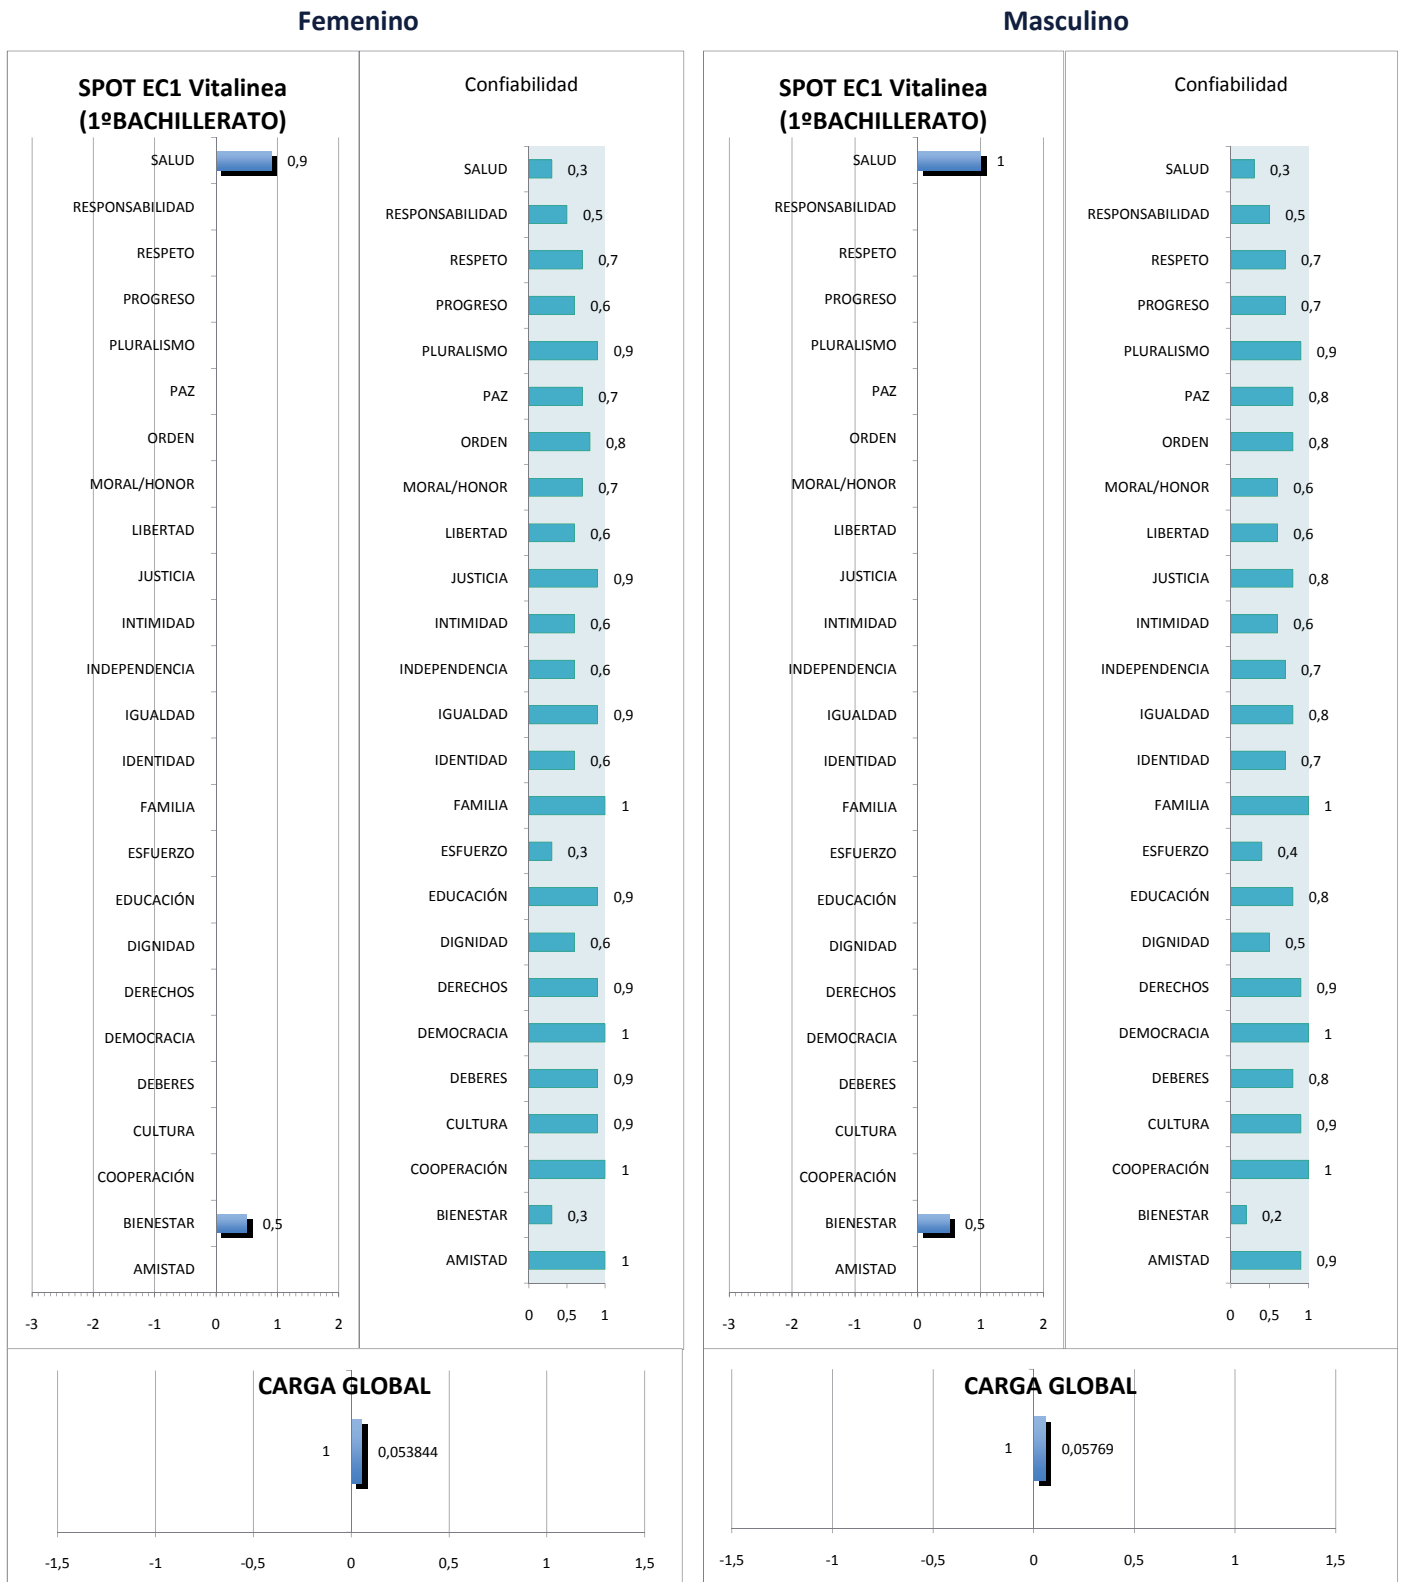 Femenino
SPOT EC1 Vitalinea
(1ºBACHILLERATO)
SALUD 0,9
RESPONSABILIDAD
RESPETO
PROGRESO
PLURALISMO
PAZ
ORDEN
MORAL/HONOR
LIBERTAD
JUSTICIA
INTIMIDAD
INDEPENDENCIA
IGUALDAD
IDENTIDAD
FAMILIA
ESFUERZO
EDUCACIÓN
DIGNIDAD
DERECHOS
DEMOCRACIA
DEBERES
CULTURA
COOPERACIÓN
BIENESTAR 0,5
AMISTAD
-3 -2 -1 0 1 2
Confiabilidad
SALUD 0,3
RESPONSABILIDAD 0,5
RESPETO 0,7
PROGRESO 0,6
PLURALISMO 0,9
PAZ 0,7
ORDEN 0,8
MORAL/HONOR 0,7
LIBERTAD 0,6
JUSTICIA 0,9
INTIMIDAD 0,6
INDEPENDENCIA 0,6
IGUALDAD 0,9
IDENTIDAD 0,6
FAMILIA 1
ESFUERZO 0,3
EDUCACIÓN 0,9
DIGNIDAD 0,6
DERECHOS 0,9
DEMOCRACIA 1
DEBERES 0,9
CULTURA 0,9
COOPERACIÓN 1
BIENESTAR 0,3
AMISTAD 1
0 0,5 1
CARGA GLOBAL
1 0,053844
-1,5 -1 -0,5 0 0,5 1 1,5
Masculino
SPOT EC1 Vitalinea
(1ºBACHILLERATO)
SALUD 1
RESPONSABILIDAD
RESPETO
PROGRESO
PLURALISMO
PAZ
ORDEN
MORAL/HONOR
LIBERTAD
JUSTICIA
INTIMIDAD
INDEPENDENCIA
IGUALDAD
IDENTIDAD
FAMILIA
ESFUERZO
EDUCACIÓN
DIGNIDAD
DERECHOS
DEMOCRACIA
DEBERES
CULTURA
COOPERACIÓN
BIENESTAR 0,5
AMISTAD
-3 -2 -1 0 1 2
Confiabilidad
SALUD 0,3
RESPONSABILIDAD 0,5
RESPETO 0,7
PROGRESO 0,7
PLURALISMO 0,9
PAZ 0,8
ORDEN 0,8
MORAL/HONOR 0,6
LIBERTAD 0,6
JUSTICIA 0,8
INTIMIDAD 0,6
INDEPENDENCIA 0,7
IGUALDAD 0,8
IDENTIDAD 0,7
FAMILIA 1
ESFUERZO 0,4
EDUCACIÓN 0,8
DIGNIDAD 0,5
DERECHOS 0,9
DEMOCRACIA 1
DEBERES 0,8
CULTURA 0,9
COOPERACIÓN 1
BIENESTAR 0,2
AMISTAD 0,9
0 0,5 1
CARGA GLOBAL
1 0,05769
-1,5 -1 -0,5 0 0,5 1 1,5